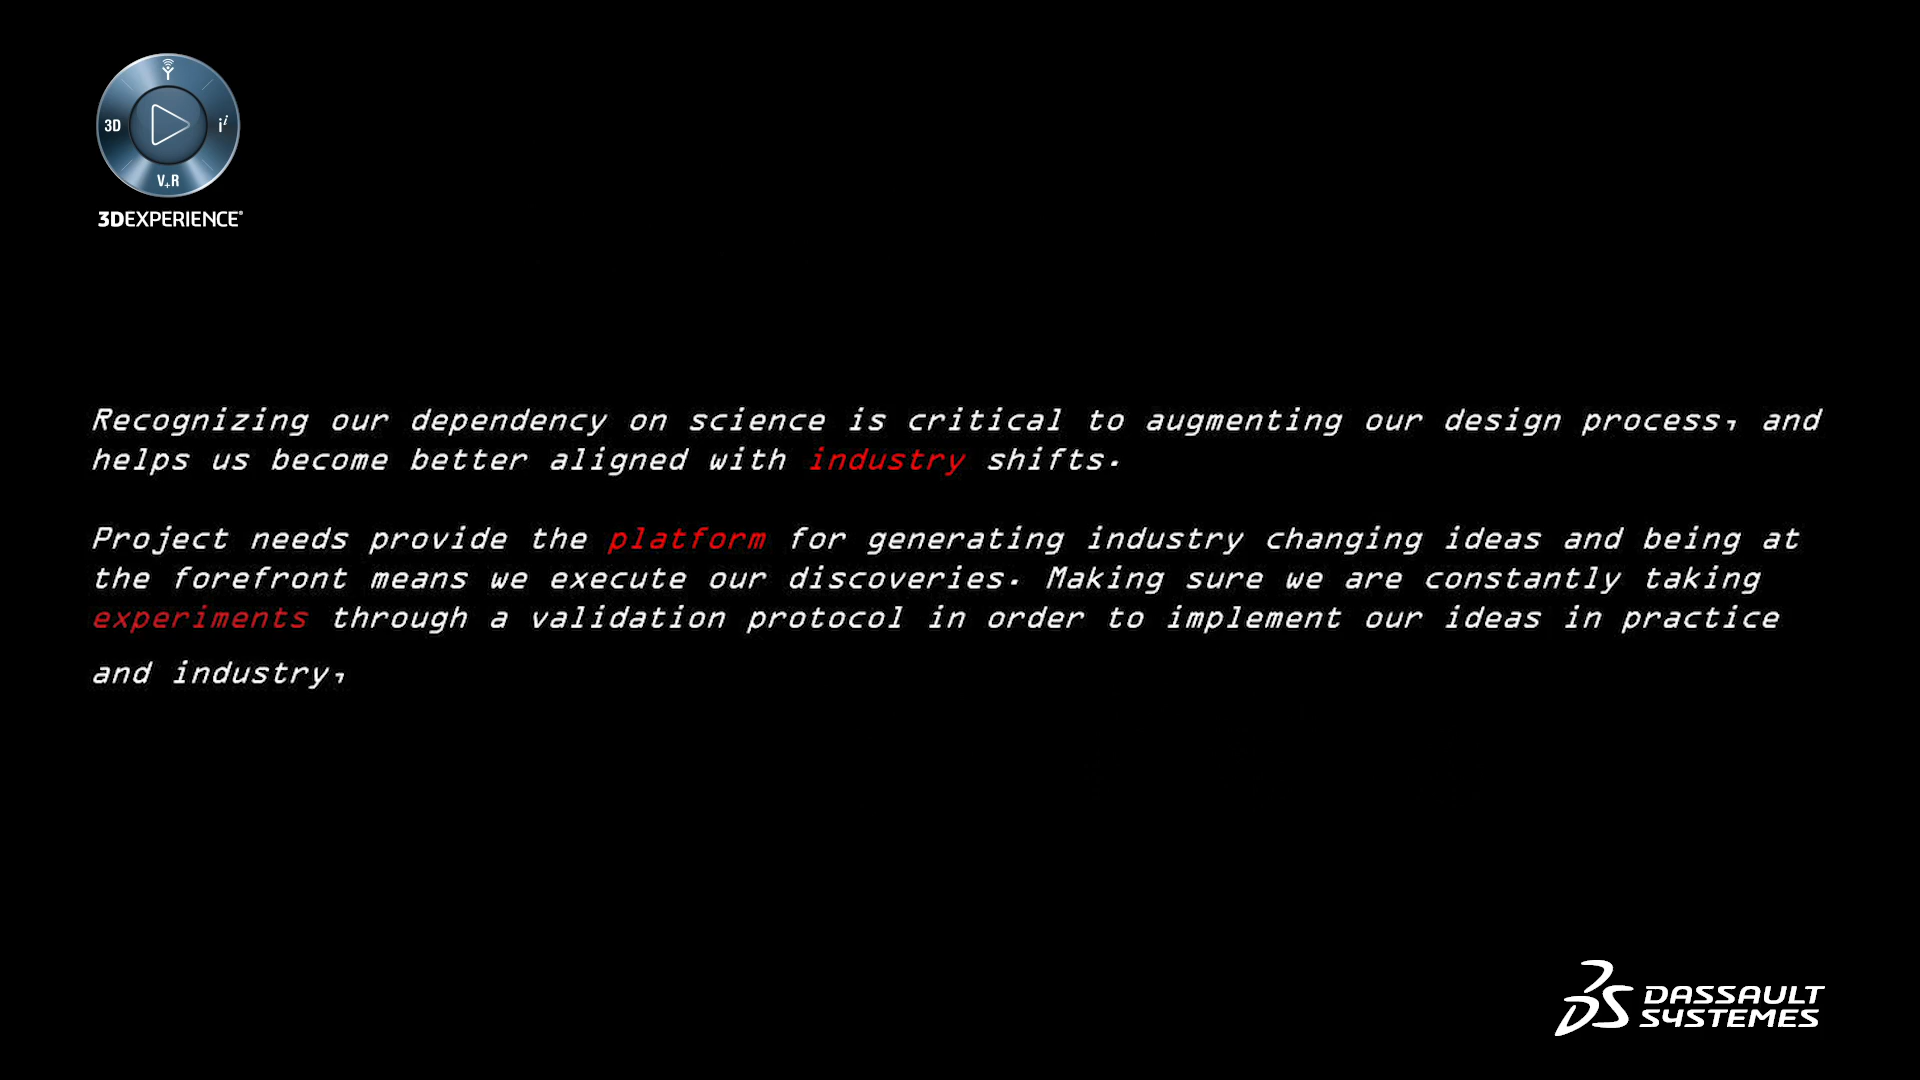 3D
i i
V+R
3DEXPERIENCE®
Recognizing our dependency on science is critical to augmenting our design process, and
helps us become better aligned with industry shifts.
Project needs provide the platform for generating industry changing ideas and being at
the forefront means we execute our discoveries. Making sure we are constantly taking
experiments through a validation protocol in order to implement our ideas in practice
and industry,
DASSAULT
SYSTEMES